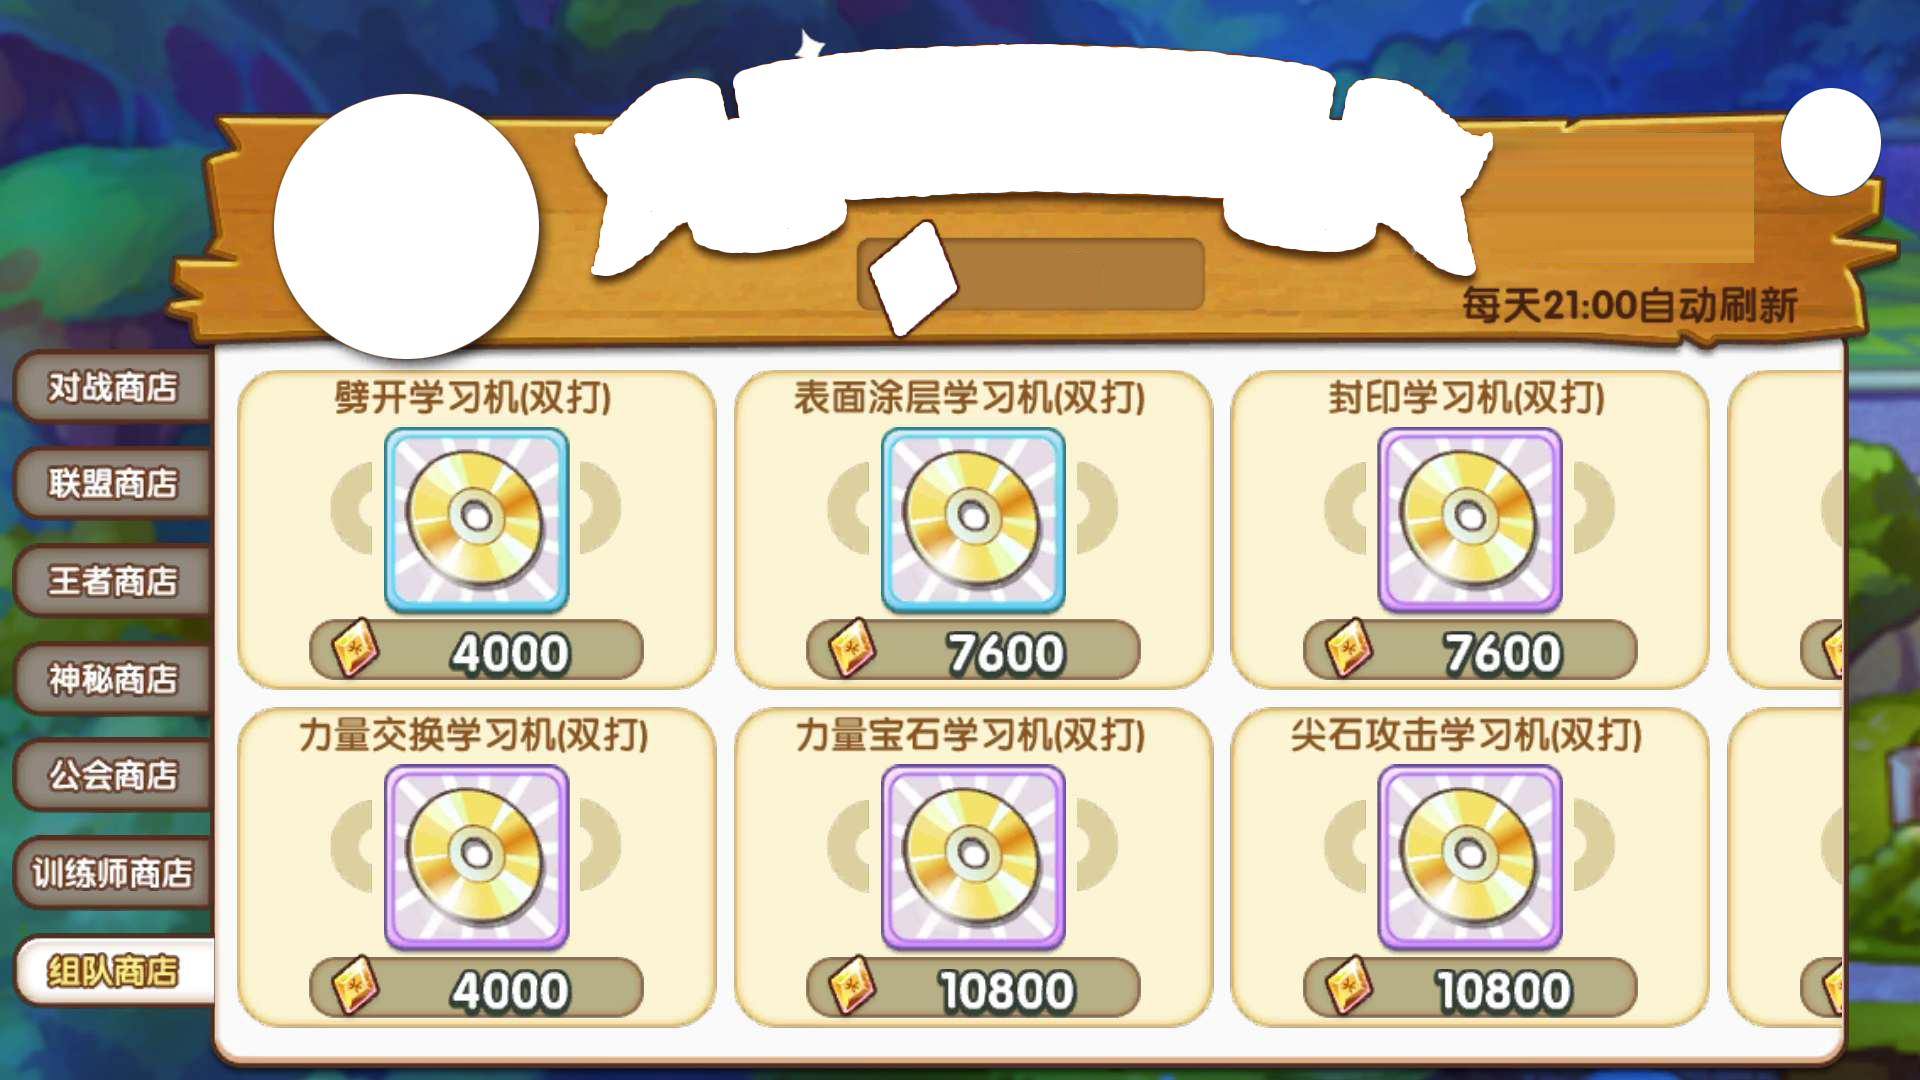 每天21:00自动刷新
对战商店
联盟商店
王者商店
神秘商店
公会商店
训练师商店
组队商店
劈开学习机(双打)
4000
表面涂层学习机(双打)
7600
封印学习机(双打)
7600
力量交换学习机(双打)
4000
力量宝石学习机(双打)
10800
尖石攻击学习机(双打)
10800